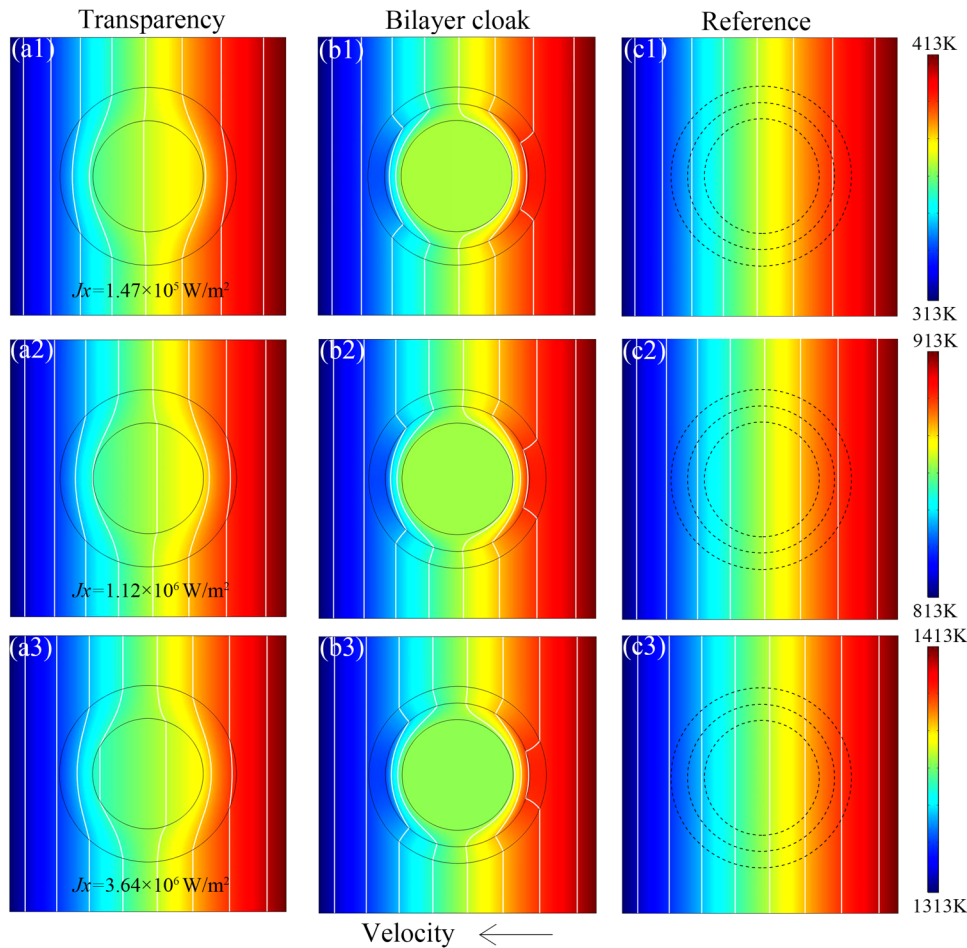 Transparency Bilayer cloak Reference
(a1) (b1) (c1) 413K
Jx=1.47×10⁵ W/m²
313K
(a2) (b2) (c2) 913K
Jx=1.12×10⁶ W/m²
813K
(a3) (b3) (c3) 1413K
Jx=3.64×10⁶ W/m²
1313K
Velocity